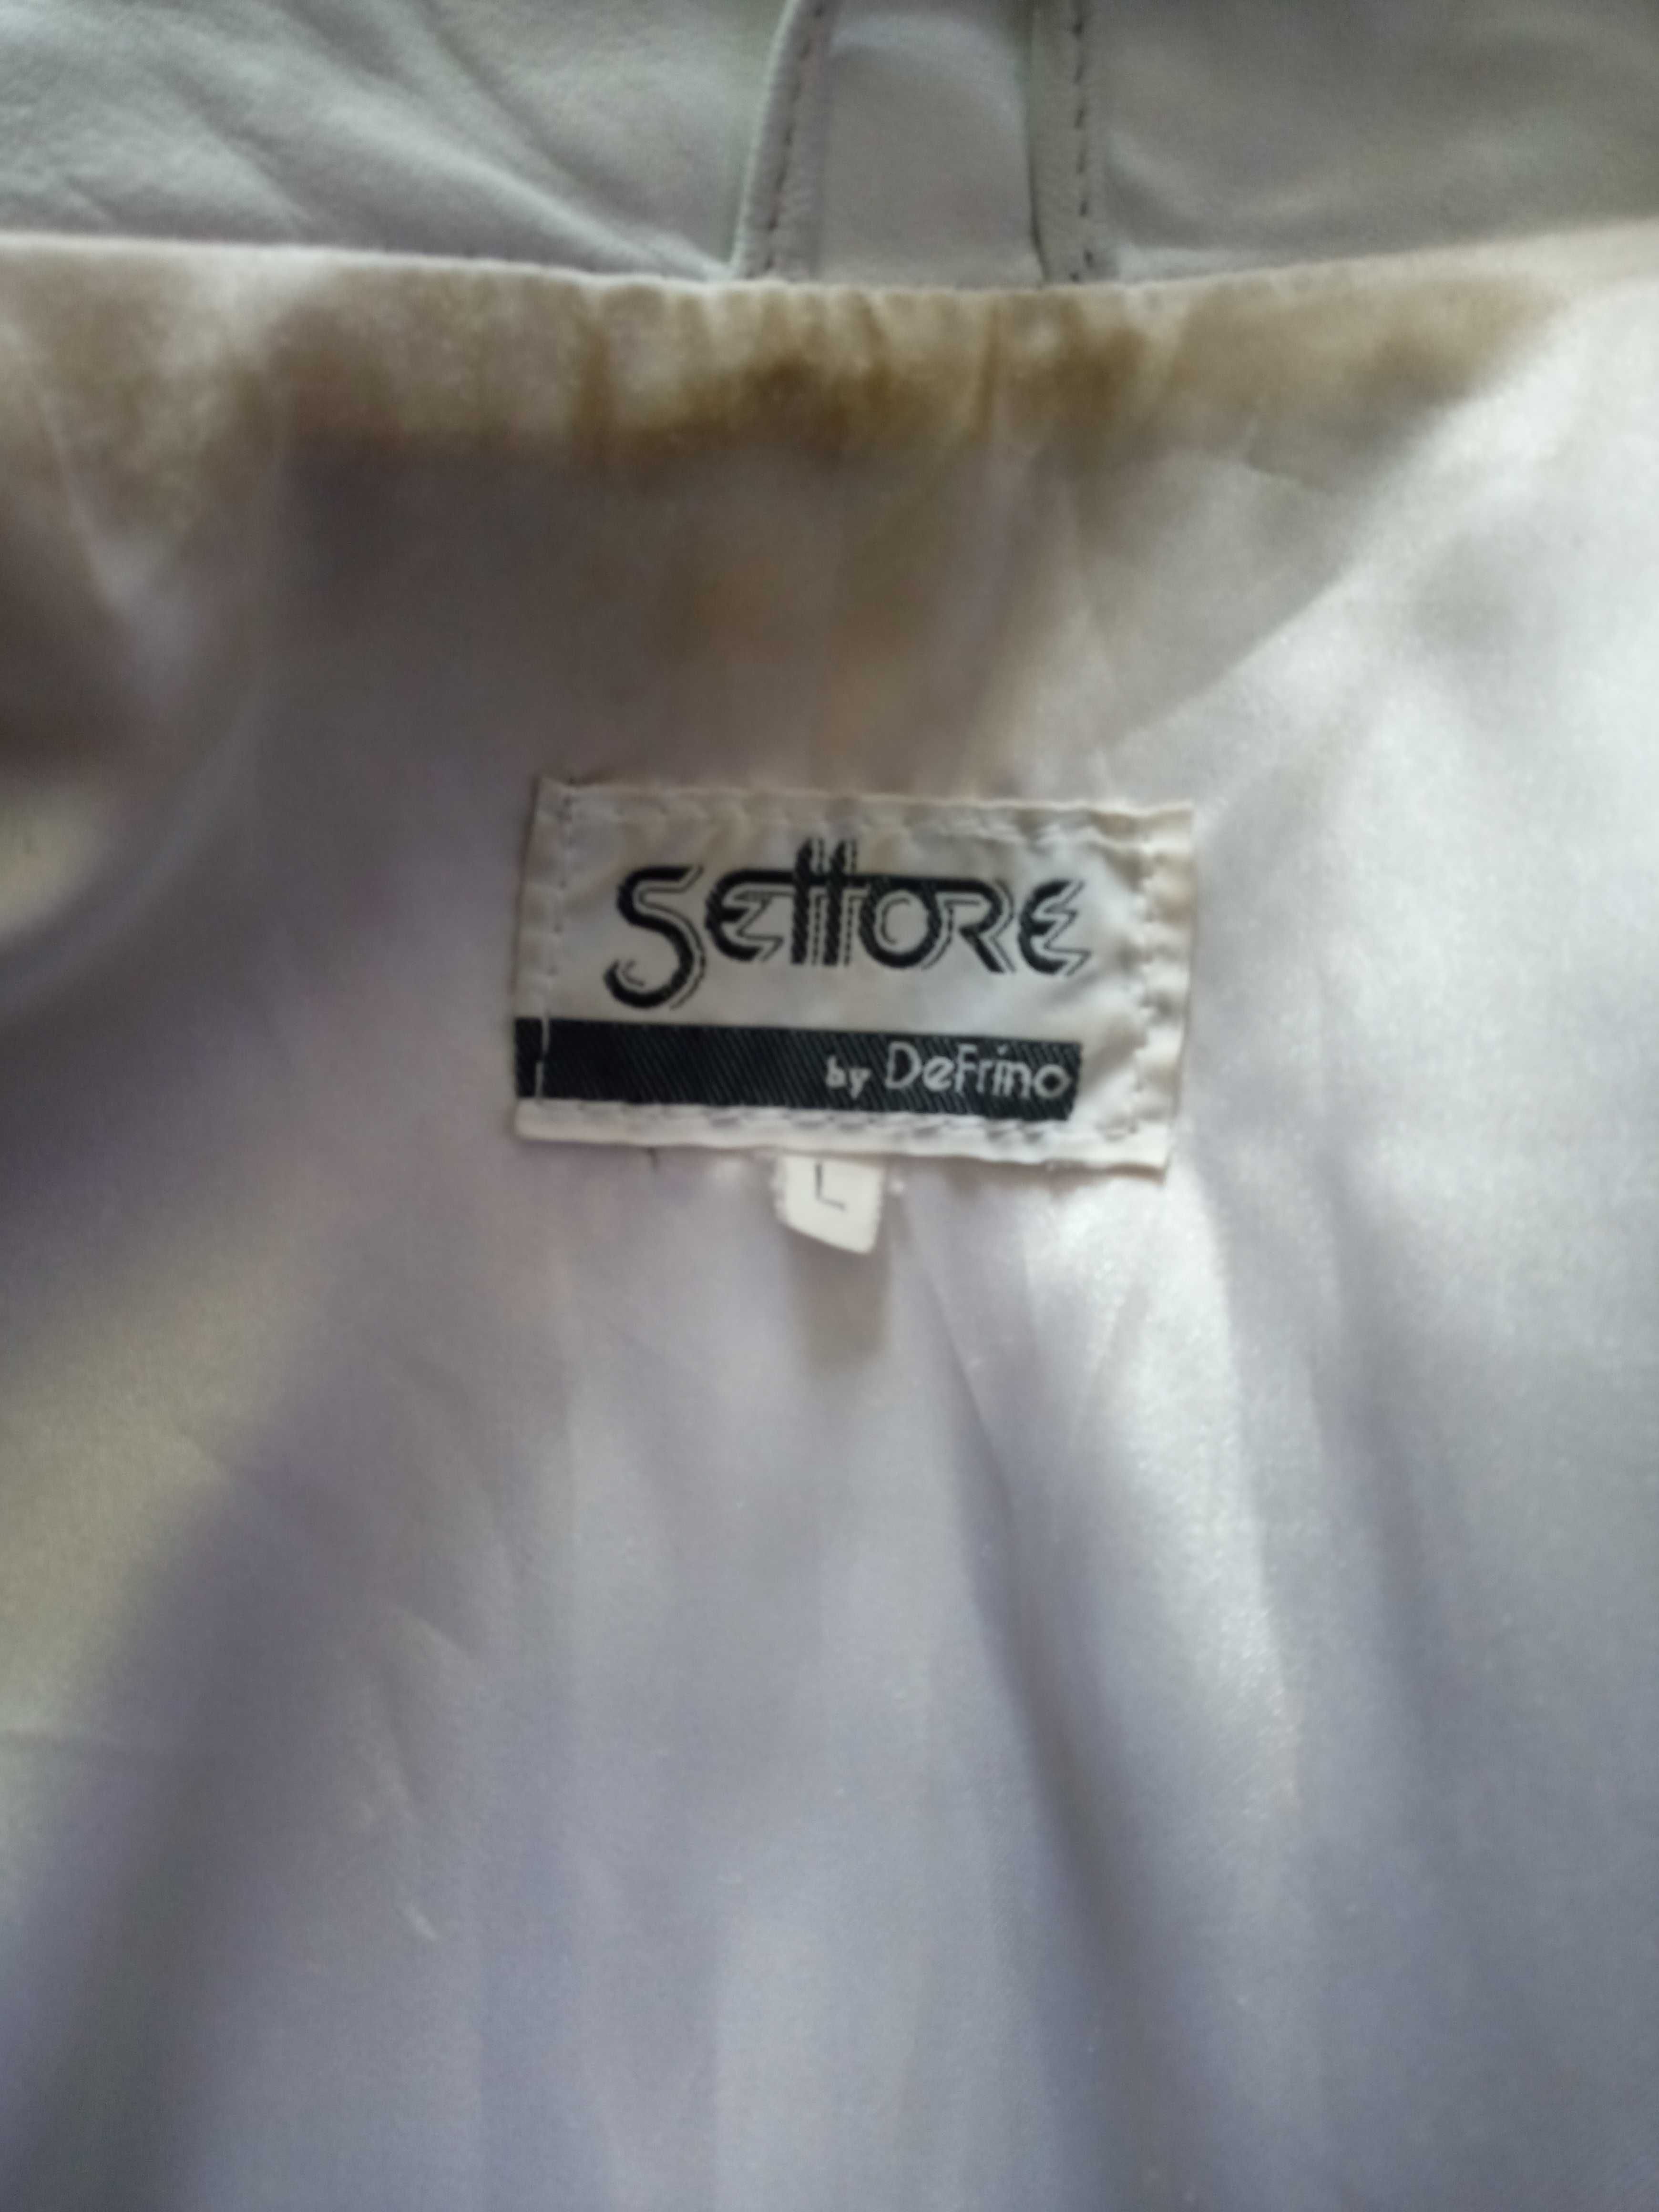 Settore
by DeFrino
L